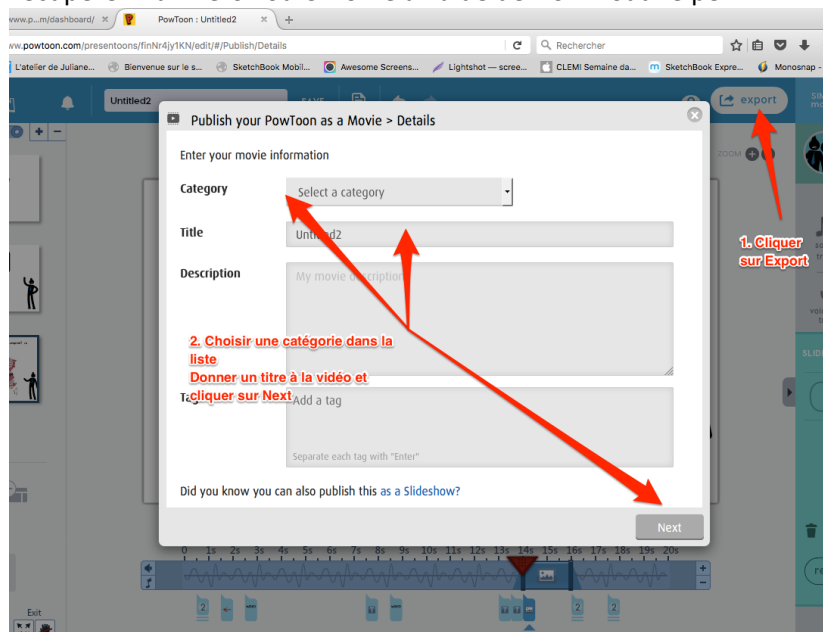 www.p...m/dashboard/
PowToon : Untitled2
ww.powtoon.com/presentoons/finNr4jy1KN/edit/#/Publish/Details
Rechercher
L'atelier de Juliane...
Bienvenue sur le s...
SketchBook Mobil...
Awesome Screens...
Lightshot — scree...
CLEMI Semaine da...
SketchBook Expre...
Monosnap -
Untitled2
export
Publish your PowToon as a Movie > Details
Enter your movie information
ZOOM
Category
Select a category
Title
Untitled2
1. Cliquer
sur Export
Description
My movie description
2. Choisir une catégorie dans la
liste
Donner un titre à la vidéo et
cliquer sur Next
Add a tag
Separate each tag with "Enter"
Did you know you can also publish this as a Slideshow?
Next
0 1s 2s 3s 4s 5s 6s 7s 8s 9s 10s 11s 12s 13s 14s 15s 16s 17s 18s 19s 20s
2
2
2
Exit